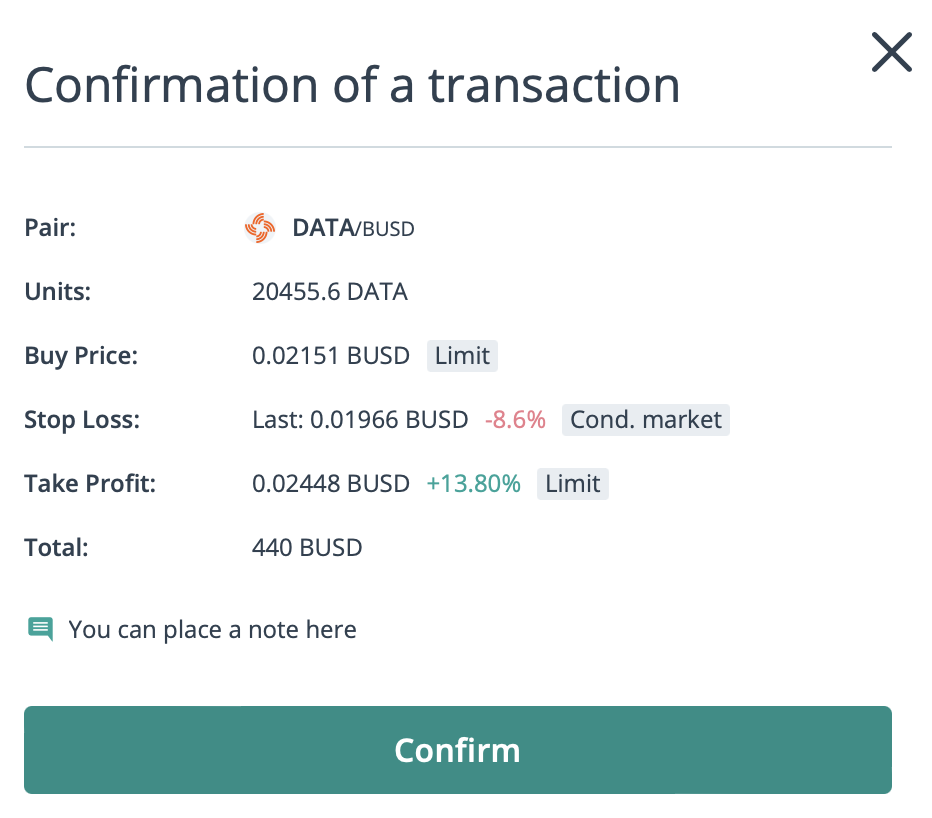 Confirmation of a transaction
Pair: DATA/BUSD
Units: 20455.6 DATA
Buy Price: 0.02151 BUSD Limit
Stop Loss: Last: 0.01966 BUSD -8.6% Cond. market
Take Profit: 0.02448 BUSD +13.80% Limit
Total: 440 BUSD
You can place a note here
Confirm